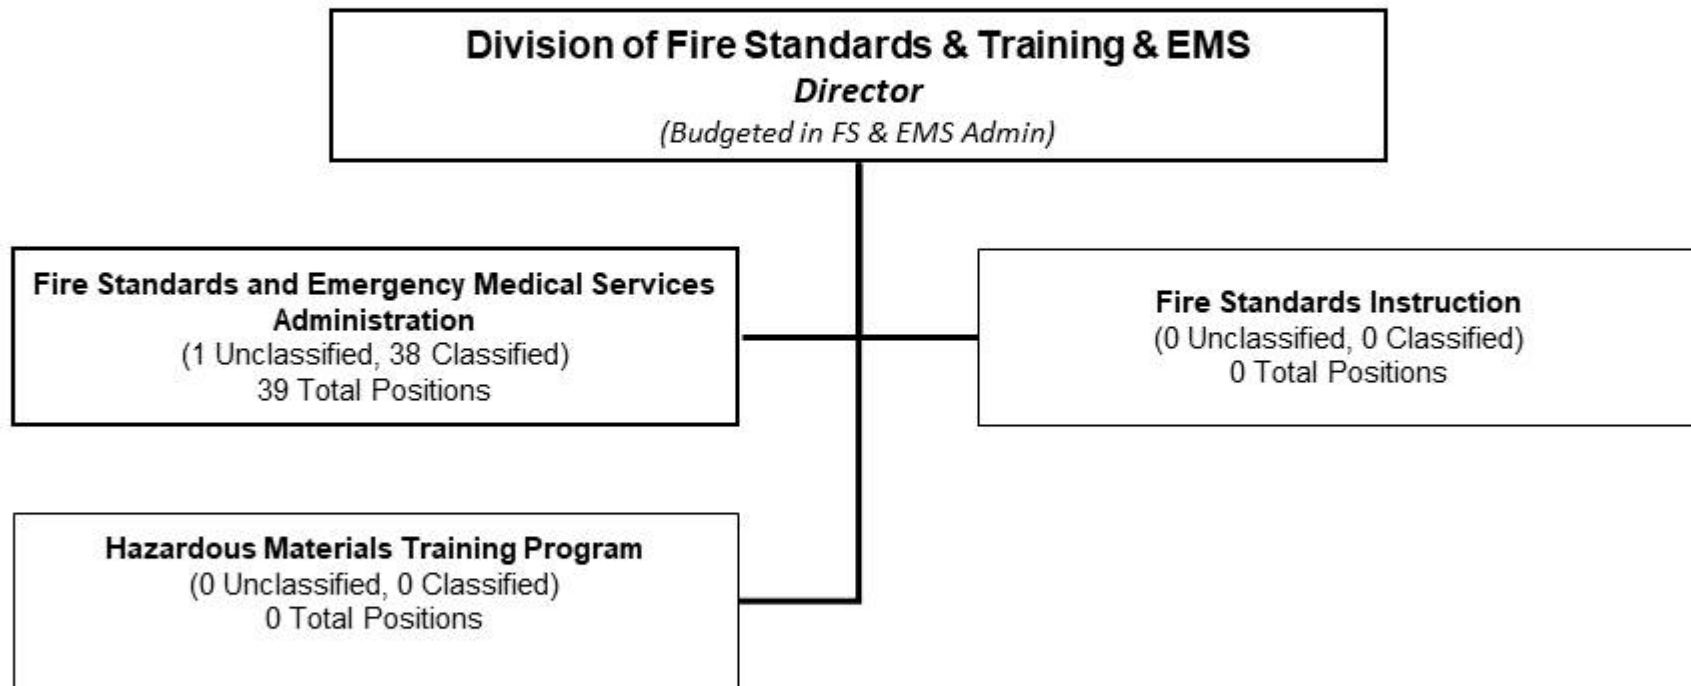 Division of Fire Standards & Training & EMS
Director
(Budgeted in FS & EMS Admin)
Fire Standards and Emergency Medical Services
Administration
(1 Unclassified, 38 Classified)
39 Total Positions
Fire Standards Instruction
(0 Unclassified, 0 Classified)
0 Total Positions
Hazardous Materials Training Program
(0 Unclassified, 0 Classified)
0 Total Positions